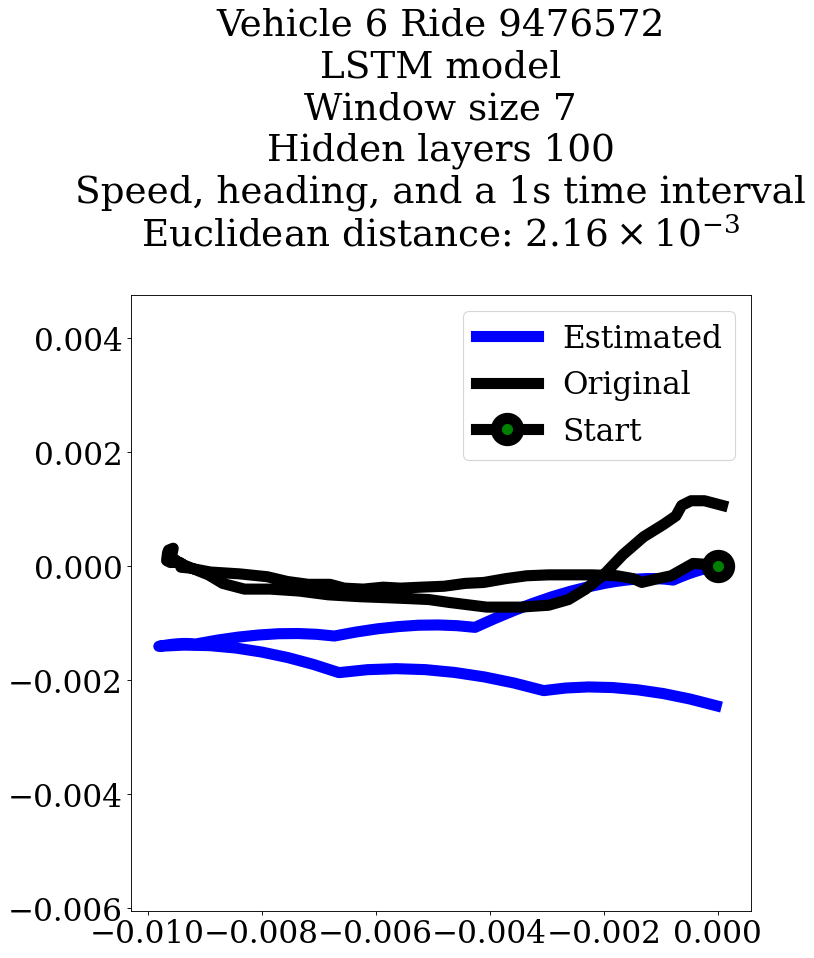 Vehicle 6 Ride 9476572
LSTM model
Window size 7
Hidden layers 100
Speed, heading, and a 1s time interval
Euclidean distance: 2.16 × 10⁻³
Estimated
Original
Start
0.004
0.002
0.000
−0.002
−0.004
−0.006
−0.010 −0.008 −0.006 −0.004 −0.002 0.000